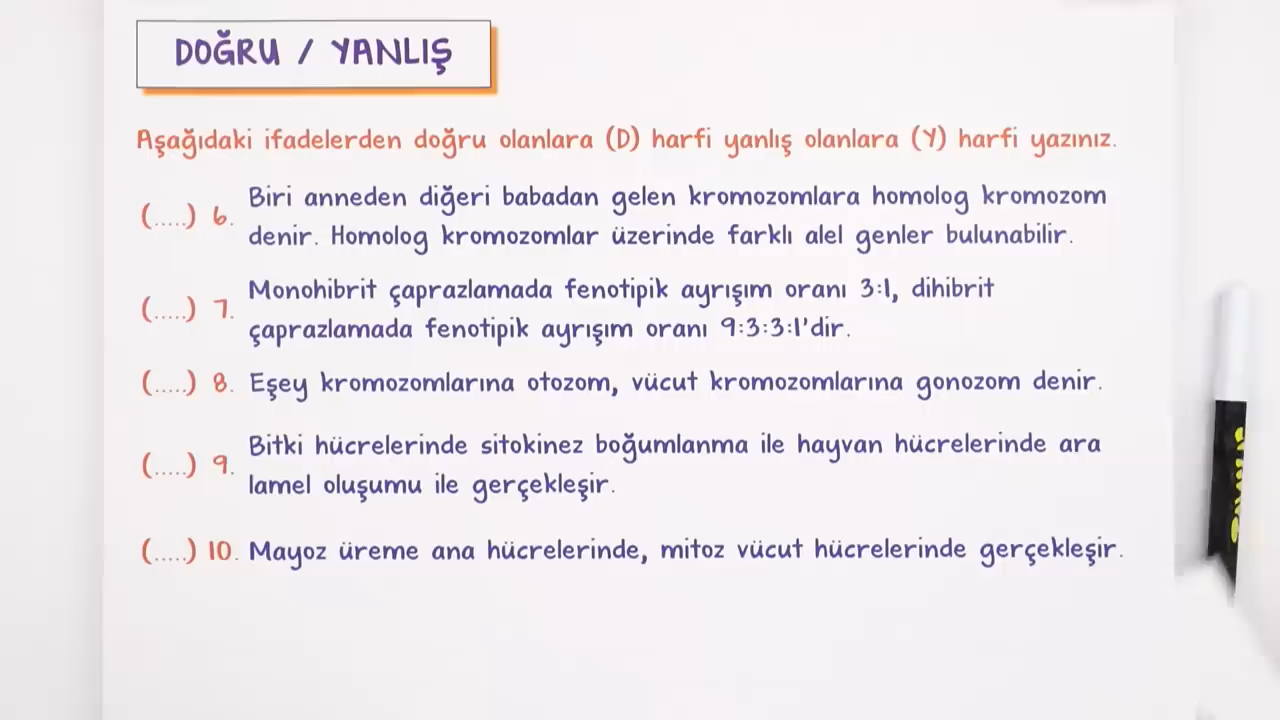 DOĞRU / YANLIŞ
Aşağıdaki ifadelerden doğru olanlara (D) harfi yanlış olanlara (Y) harfi yazınız.
(.....) 6. Biri anneden diğeri babadan gelen kromozomlara homolog kromozom
denir. Homolog kromozomlar üzerinde farklı alel genler bulunabilir.
(.....) 7. Monohibrit çaprazlamada fenotipik ayrışım oranı 3:1, dihibrit
çaprazlamada fenotipik ayrışım oranı 9:3:3:1'dir.
(.....) 8. Eşey kromozomlarına otozom, vücut kromozomlarına gonozom denir.
(.....) 9. Bitki hücrelerinde sitokinez boğumlanma ile hayvan hücrelerinde ara
lamel oluşumu ile gerçekleşir.
(.....) 10. Mayoz üreme ana hücrelerinde, mitoz vücut hücrelerinde gerçekleşir.